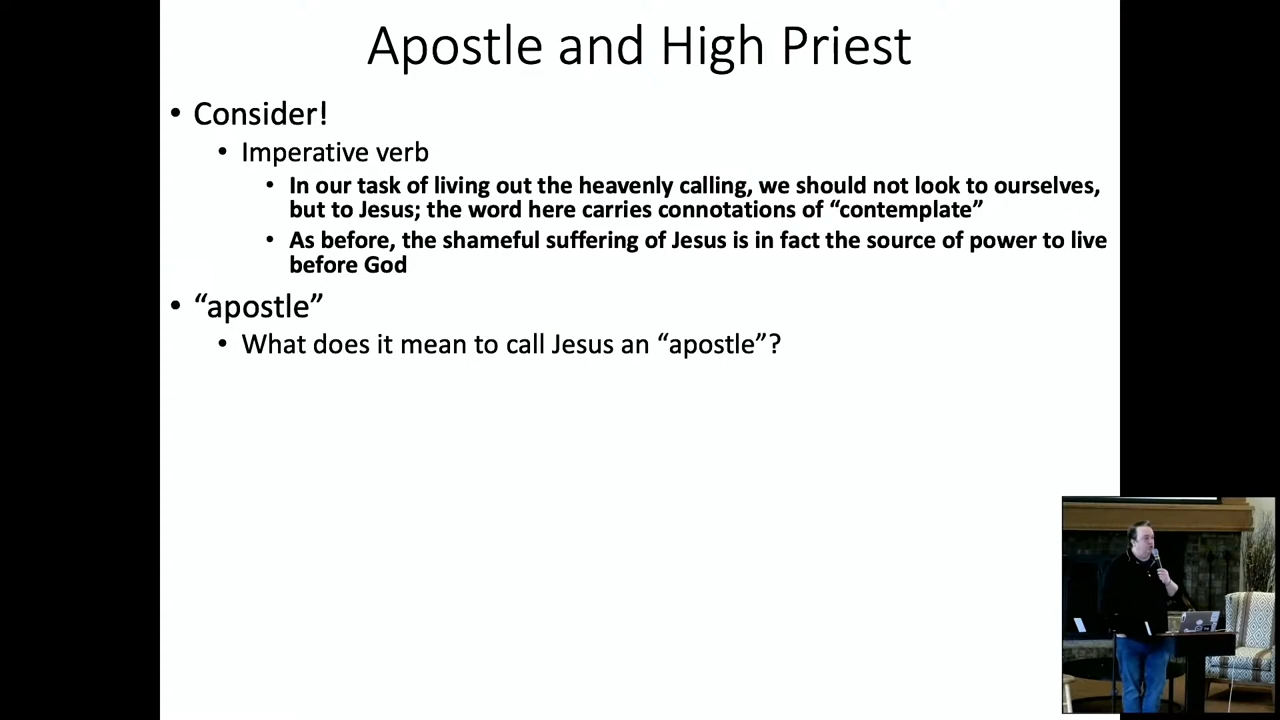 Apostle and High Priest
• Consider!
• Imperative verb
• In our task of living out the heavenly calling, we should not look to ourselves,
but to Jesus; the word here carries connotations of “contemplate”
• As before, the shameful suffering of Jesus is in fact the source of power to live
before God
• “apostle”
• What does it mean to call Jesus an “apostle”?